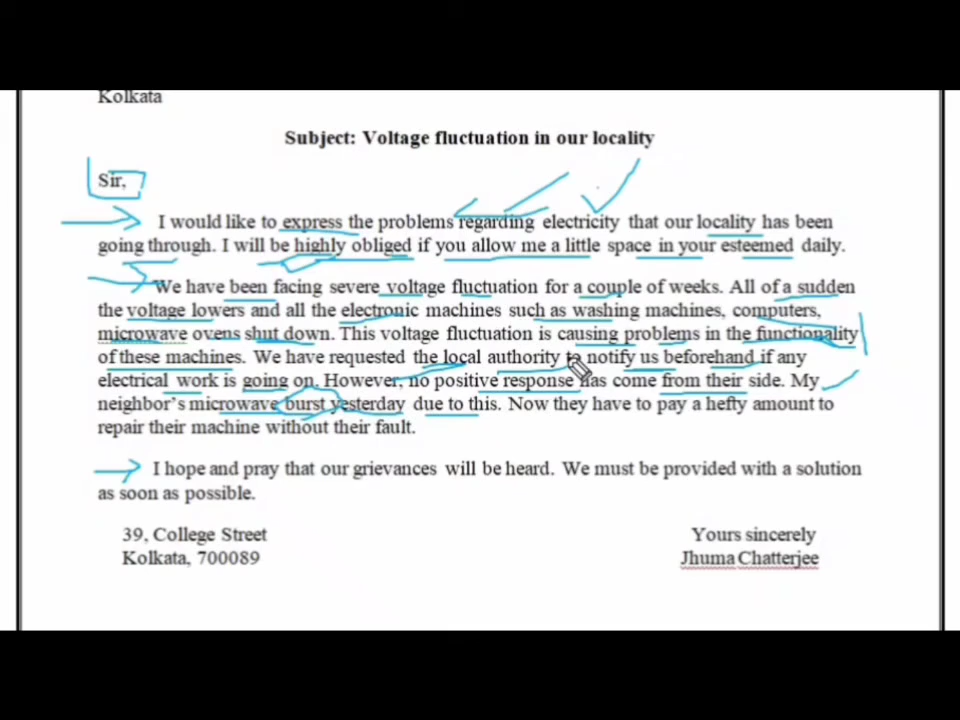 Kolkata
Subject: Voltage fluctuation in our locality
Sir,
I would like to express the problems regarding electricity that our locality has been
going through. I will be highly obliged if you allow me a little space in your esteemed daily.
We have been facing severe voltage fluctuation for a couple of weeks. All of a sudden
the voltage lowers and all the electronic machines such as washing machines, computers,
microwave ovens shut down. This voltage fluctuation is causing problems in the functionality
of these machines. We have requested the local authority to notify us beforehand if any
electrical work is going on. However, no positive response has come from their side. My
neighbor's microwave burst yesterday due to this. Now they have to pay a hefty amount to
repair their machine without their fault.
I hope and pray that our grievances will be heard. We must be provided with a solution
as soon as possible.
39, College Street Yours sincerely
Kolkata, 700089 Jhuma Chatterjee